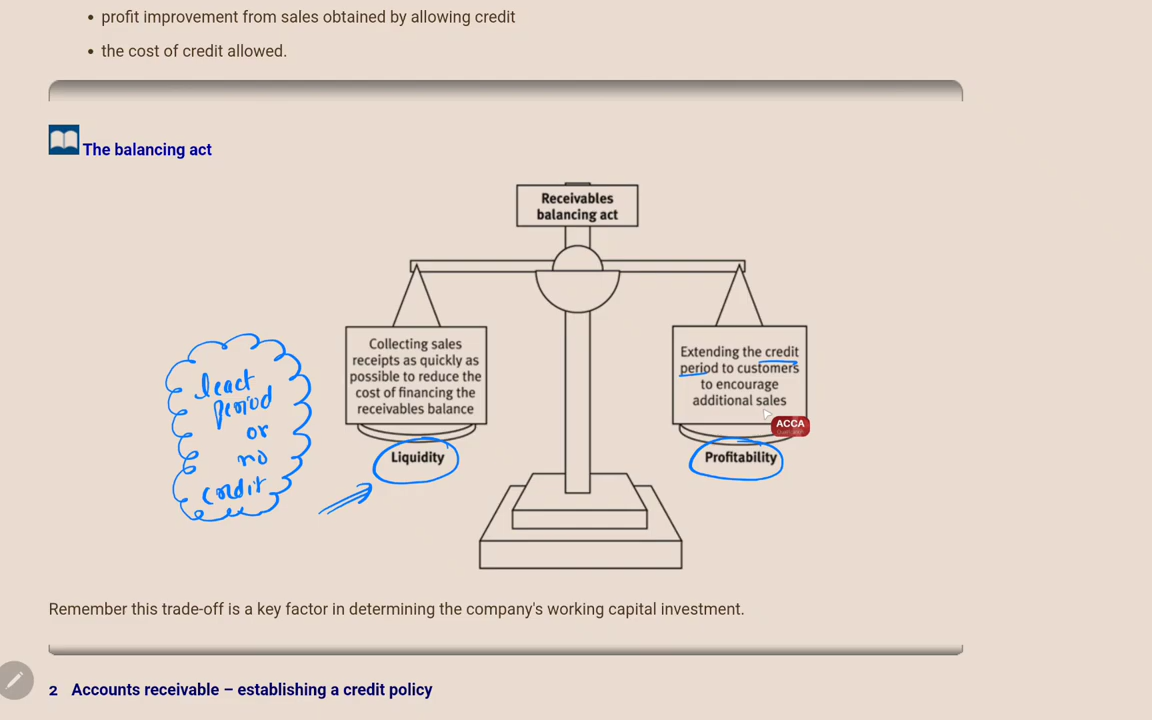 • profit improvement from sales obtained by allowing credit
• the cost of credit allowed.
The balancing act
Receivables
balancing act
Collecting sales
receipts as quickly as
possible to reduce the
cost of financing the
receivables balance
Liquidity
Extending the credit
period to customers
to encourage
additional sales
ACCA
Profitability
least
period
or
no
credit
Remember this trade-off is a key factor in determining the company's working capital investment.
2 Accounts receivable – establishing a credit policy